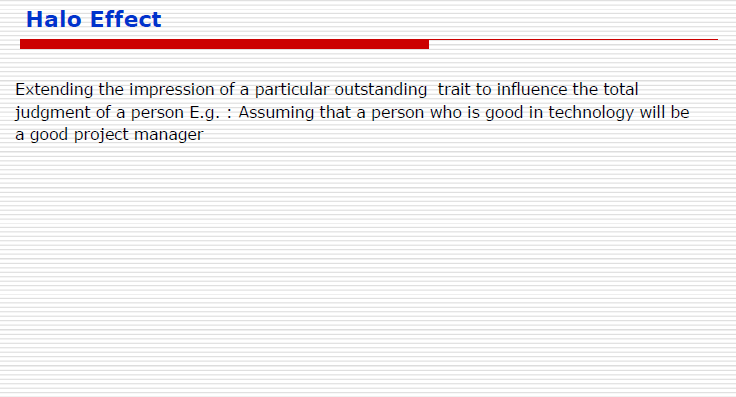 Halo Effect
Extending the impression of a particular outstanding  trait to influence the total
judgment of a person E.g. : Assuming that a person who is good in technology will be
a good project manager